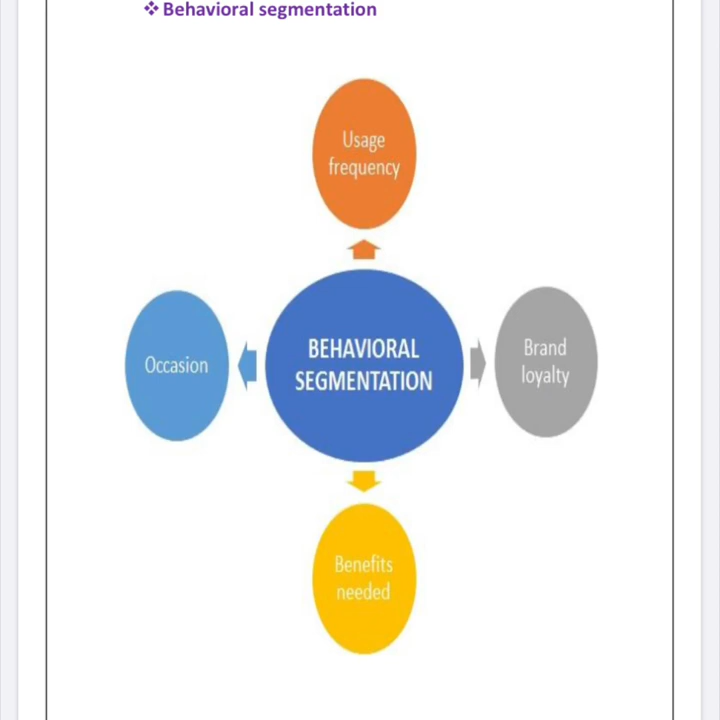 ❖ Behavioral segmentation
Usage
frequency
Occasion
BEHAVIORAL
SEGMENTATION
Brand
loyalty
Benefits
needed